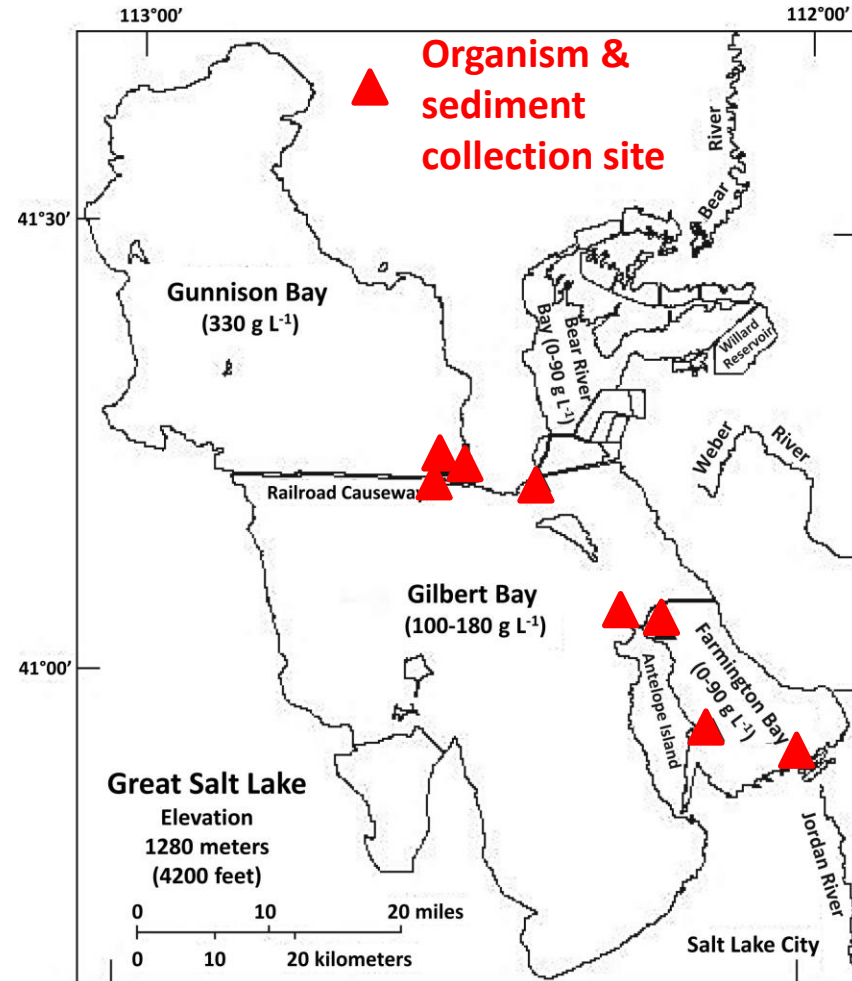 113°00'
112°00'
Organism &
sediment
collection site
41°30'
Bear
River
Gunnison Bay
(330 g L⁻¹)
Bear River
Bay (0-90 g L⁻¹)
Willard
Reservoir
Weber
River
Railroad Causeway
Gilbert Bay
(100-180 g L⁻¹)
41°00'
Farmington Bay
(0-90 g L⁻¹)
Antelope Island
Great Salt Lake
Elevation
1280 meters
(4200 feet)
0 10 20 miles
0 10 20 kilometers
Jordan River
Salt Lake City